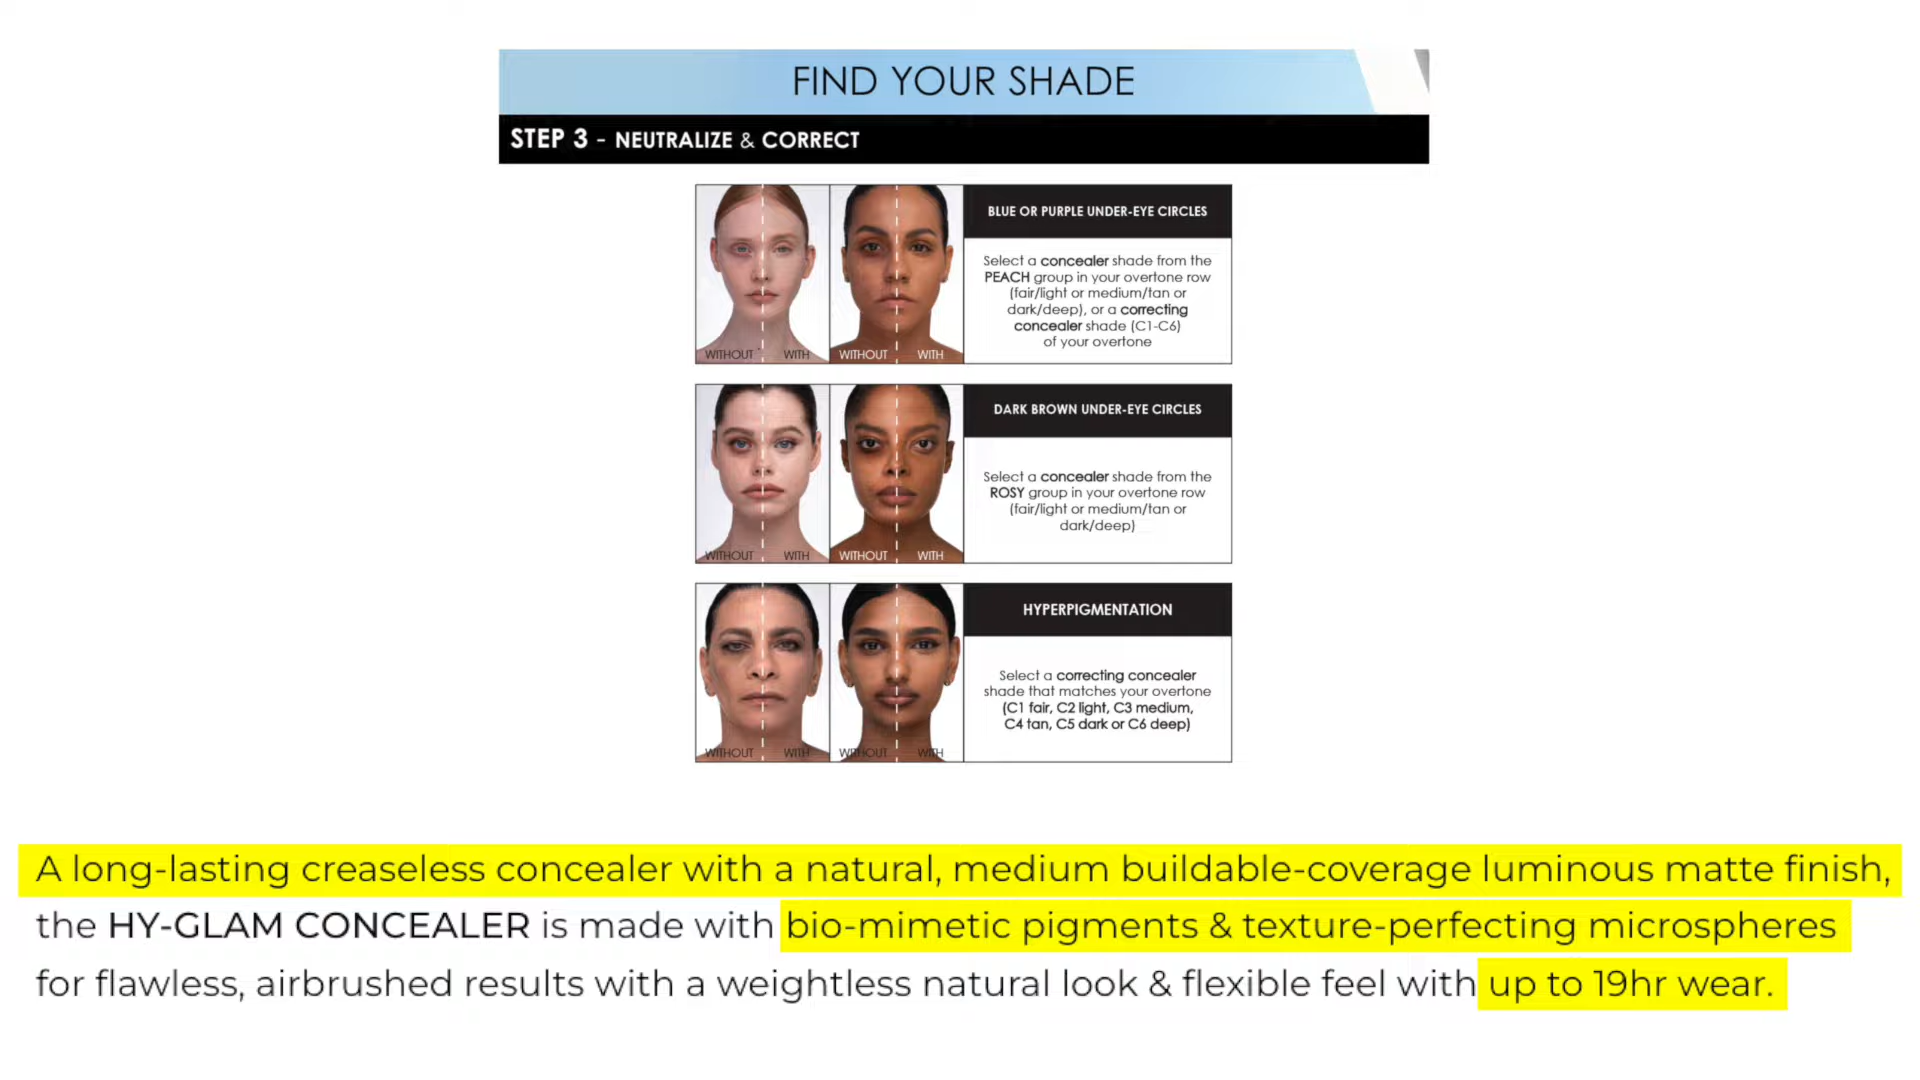 FIND YOUR SHADE
STEP 3 - NEUTRALIZE & CORRECT
WITHOUT WITH WITHOUT WITH
BLUE OR PURPLE UNDER-EYE CIRCLES
Select a concealer shade from the
PEACH group in your overtone row
(fair/light or medium/tan or
dark/deep), or a correcting
concealer shade (C1-C6)
of your overtone
WITHOUT WITH WITHOUT WITH
DARK BROWN UNDER-EYE CIRCLES
Select a concealer shade from the
ROSY group in your overtone row
(fair/light or medium/tan or
dark/deep)
WITHOUT WITH WITHOUT WITH
HYPERPIGMENTATION
Select a correcting concealer
shade that matches your overtone
(C1 fair, C2 light, C3 medium,
C4 tan, C5 dark or C6 deep)
A long-lasting creaseless concealer with a natural, medium buildable-coverage luminous matte finish,
the HY-GLAM CONCEALER is made with bio-mimetic pigments & texture-perfecting microspheres
for flawless, airbrushed results with a weightless natural look & flexible feel with up to 19hr wear.